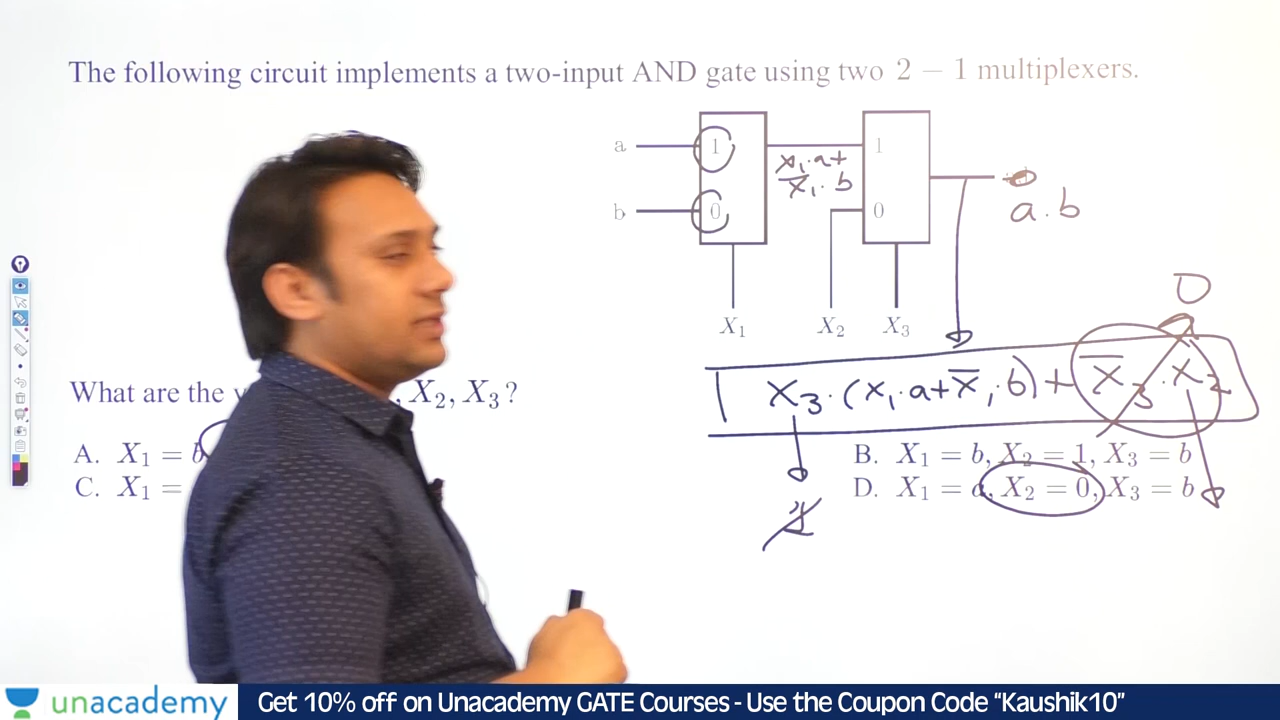 The following circuit implements a two-input AND gate using two 2 − 1 multiplexers.
a
1
1
x₁·a+
x̅₁·b
b
0
0
a.b
X₁
X₂
X₃
0
X₃·(x₁·a+x̅₁·b)+X̅₃·X₂
What are the
, X₂, X₃?
A. X₁ = b
B. X₁ = b, X₂ = 1, X₃ = b
C. X₁ =
D. X₁ = a, X₂ = 0, X₃ = b
unacademy
Get 10% off on Unacademy GATE Courses - Use the Coupon Code "Kaushik10"